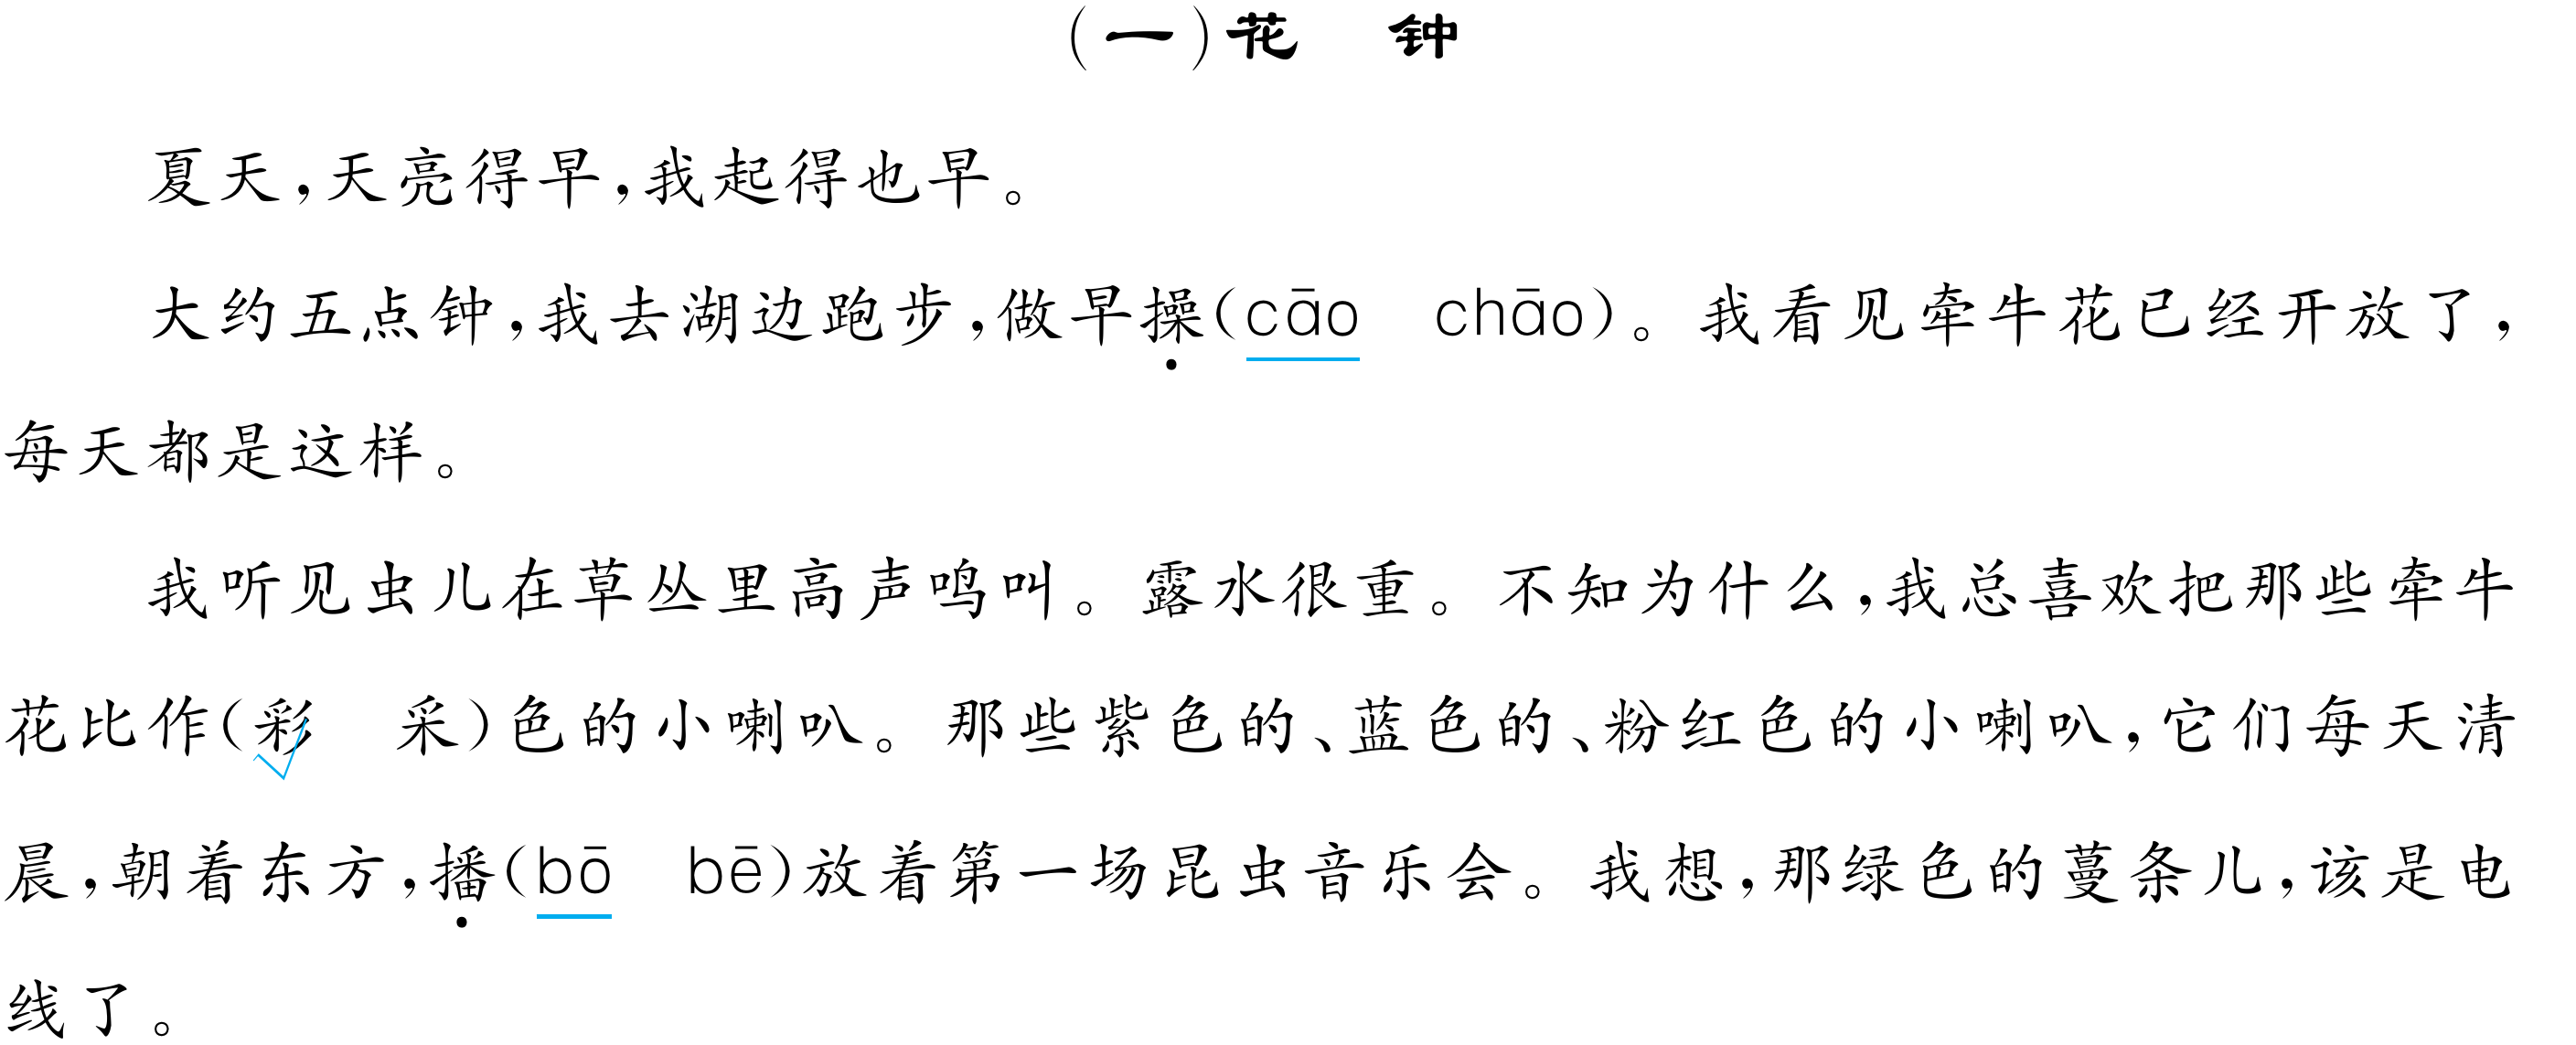 (一)花 钟
夏天,天亮得早,我起得也早。
大约五点钟,我去湖边跑步,做早操(cāo chāo)。我看见牵牛花已经开放了,
每天都是这样。
我听见虫儿在草丛里高声鸣叫。露水很重。不知为什么,我总喜欢把那些牵牛
花比作(彩 采)色的小喇叭。那些紫色的、蓝色的、粉红色的小喇叭,它们每天清
晨,朝着东方,播(bō bē)放着第一场昆虫音乐会。我想,那绿色的蔓条儿,该是电
线了。